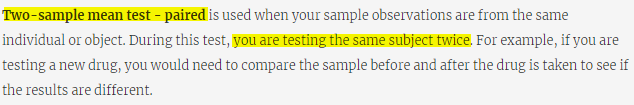 Two-sample mean test - paired is used when your sample observations are from the same
individual or object. During this test, you are testing the same subject twice. For example, if you are
testing a new drug, you would need to compare the sample before and after the drug is taken to see if
the results are different.